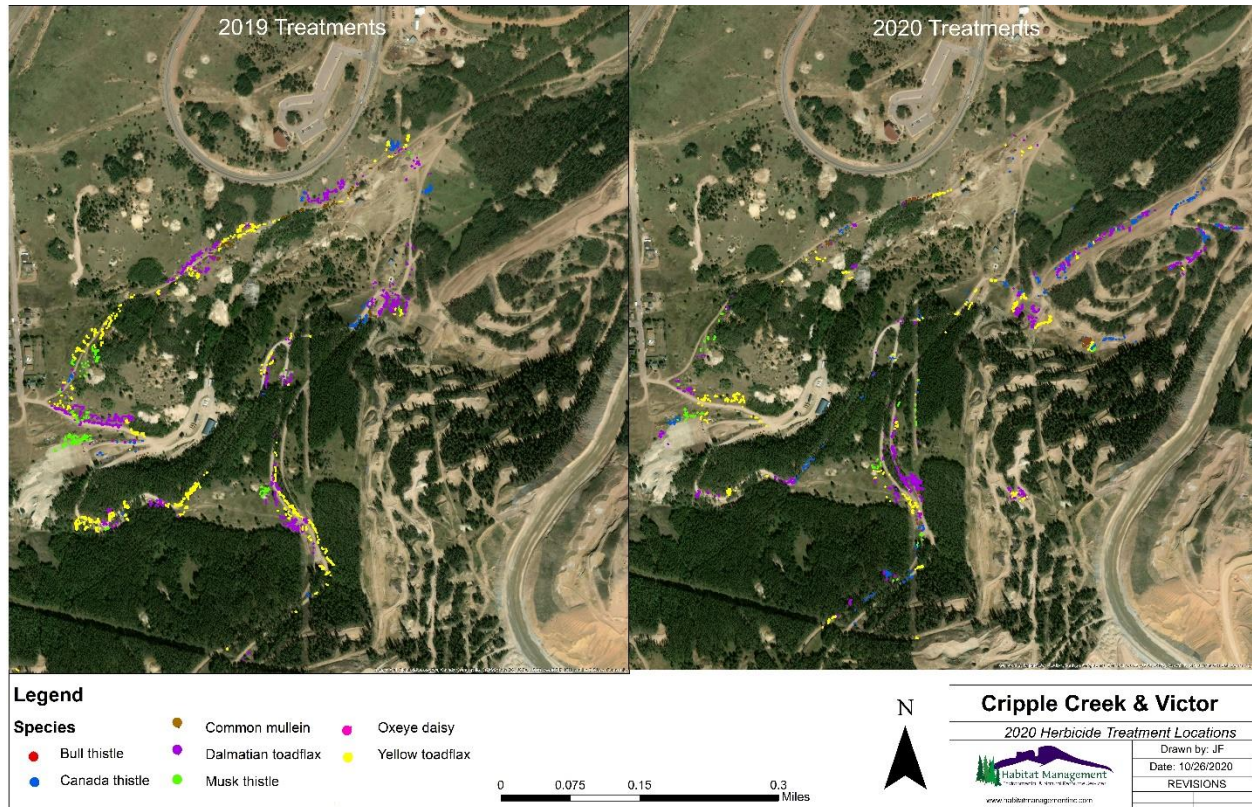 2019 Treatments
2020 Treatments
Legend
Species
Bull thistle
Canada thistle
Common mullein
Dalmatian toadflax
Musk thistle
Oxeye daisy
Yellow toadflax
N
0 0.075 0.15 0.3
Miles
Cripple Creek & Victor
2020 Herbicide Treatment Locations
Habitat Management
www.habitatmanagementinc.com
Drawn by: JF
Date: 10/26/2020
REVISIONS